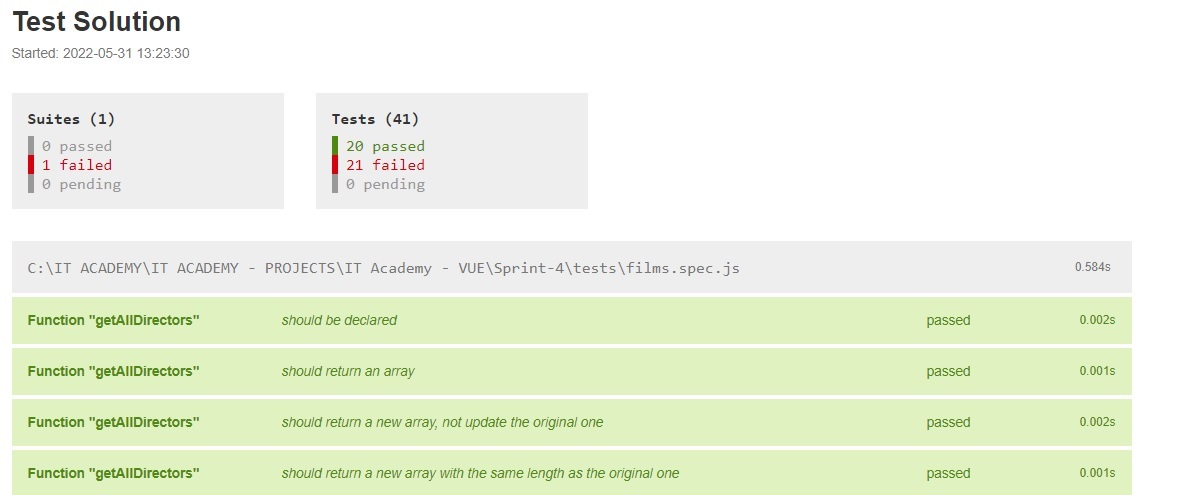 Test Solution
Started: 2022-05-31 13:23:30
Suites (1)
0 passed
1 failed
0 pending
Tests (41)
20 passed
21 failed
0 pending
C:\IT ACADEMY\IT ACADEMY - PROJECTS\IT Academy - VUE\Sprint-4\tests\films.spec.js 0.584s
Function "getAllDirectors" should be declared passed 0.002s
Function "getAllDirectors" should return an array passed 0.001s
Function "getAllDirectors" should return a new array, not update the original one passed 0.002s
Function "getAllDirectors" should return a new array with the same length as the original one passed 0.001s